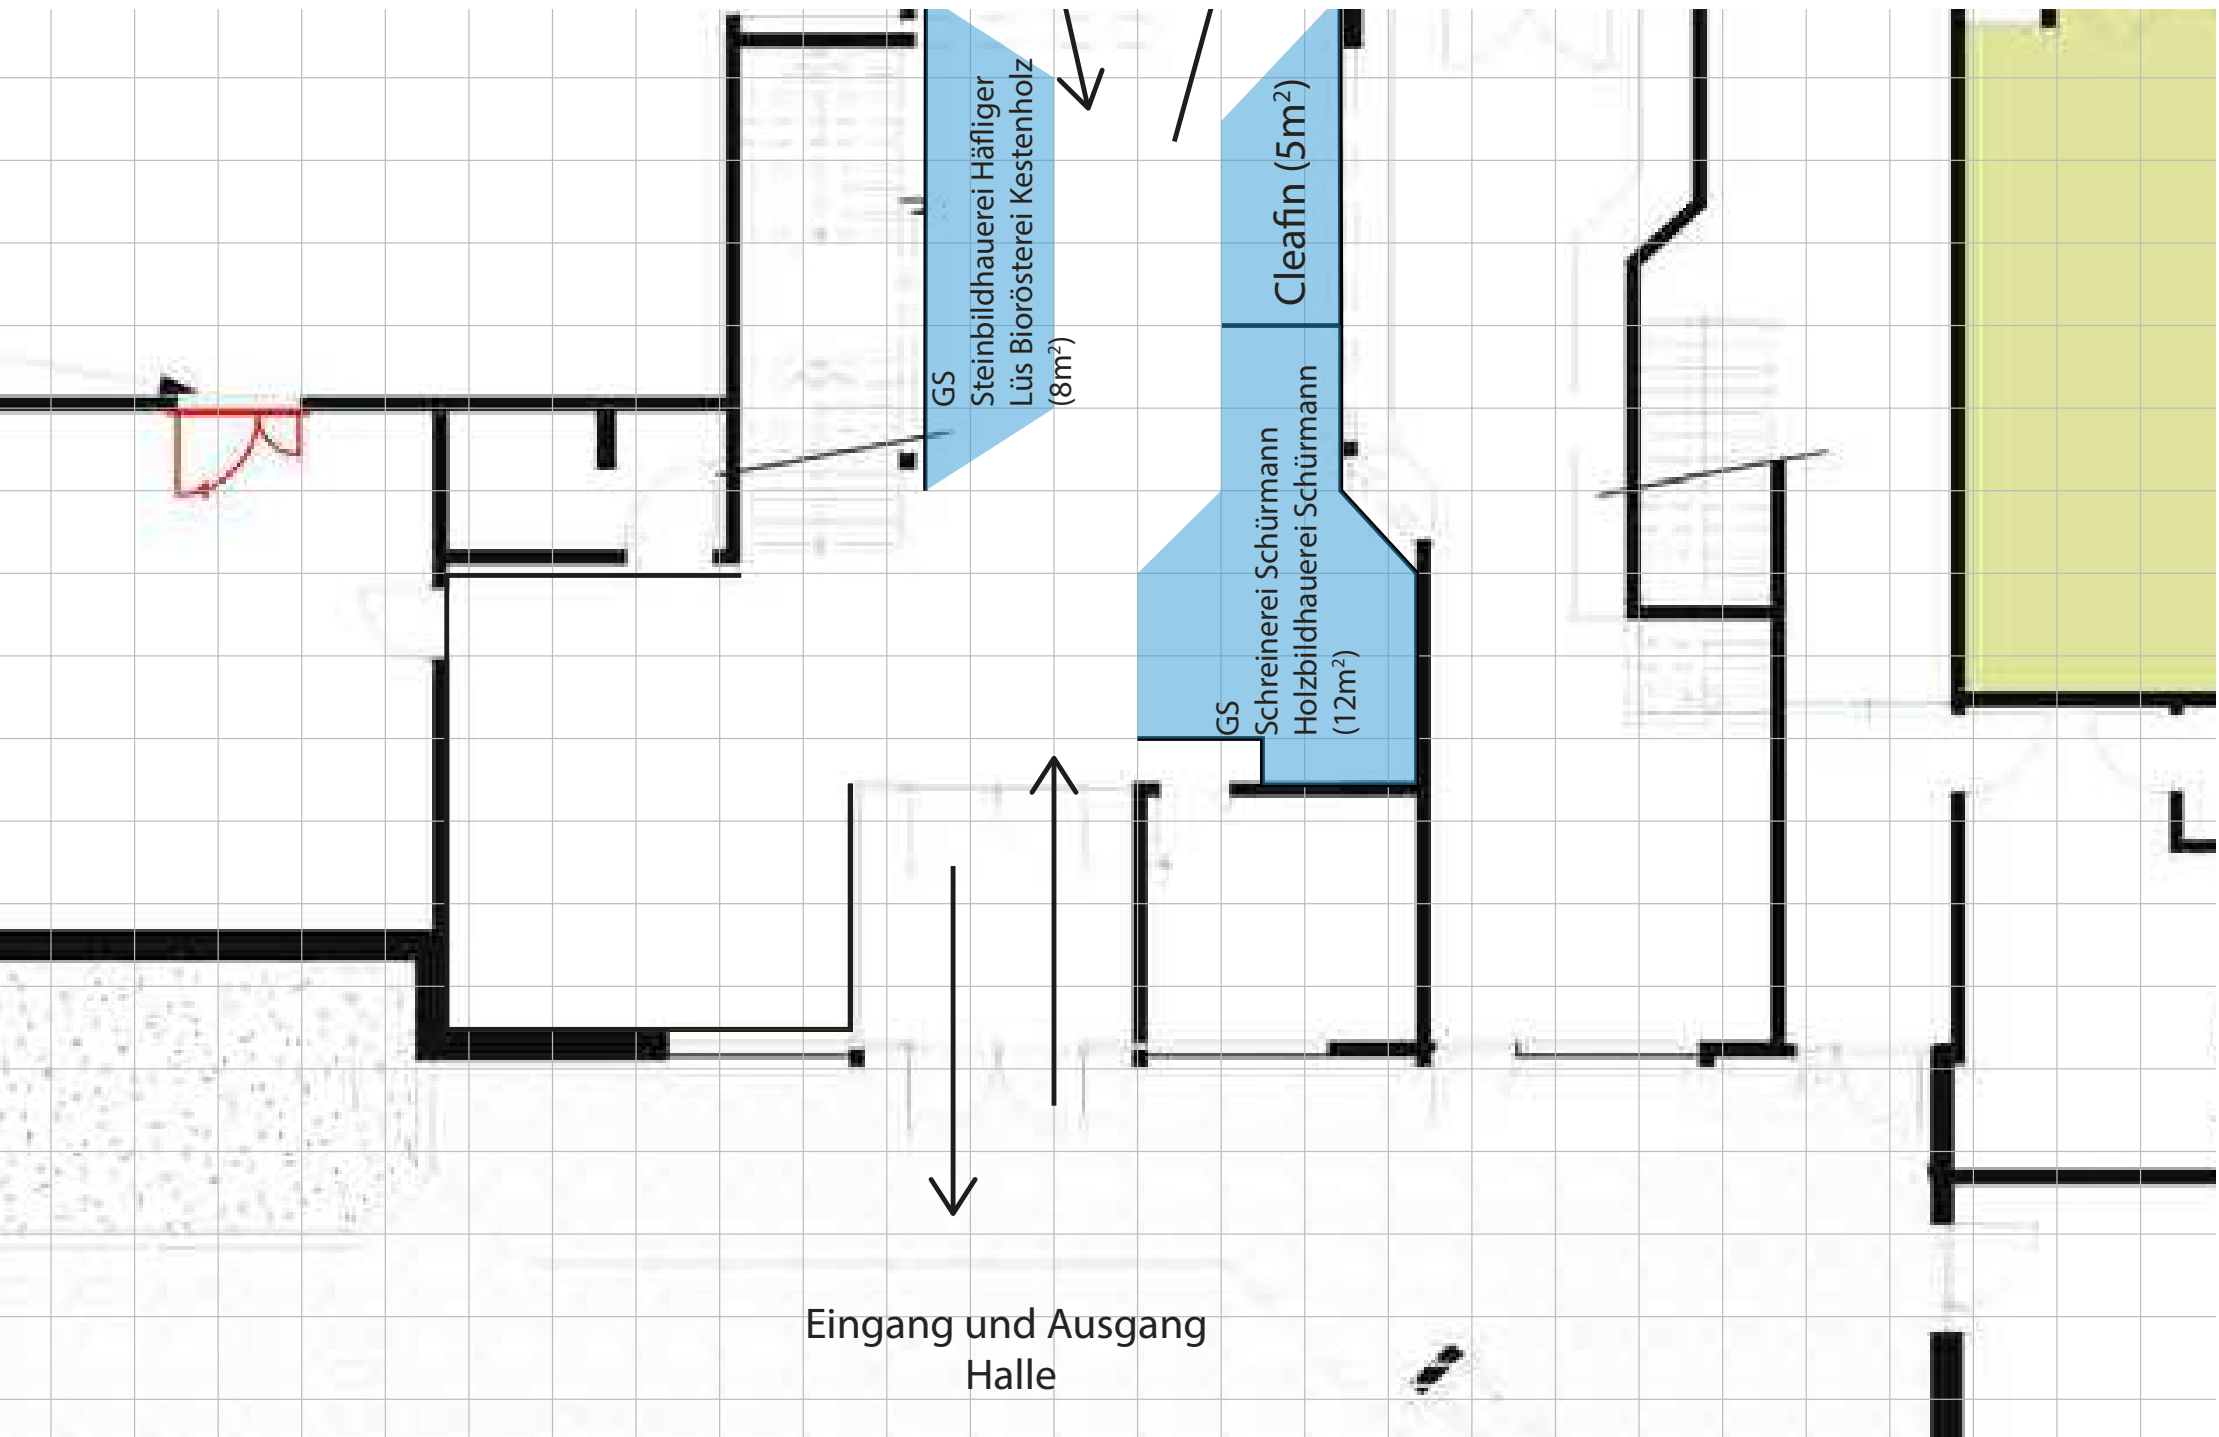 GS
Steinbildhauerei Häfliger
Lüs Biorösterei Kestenholz
(8m²)
Cleafin (5m²)
GS
Schreinerei Schürmann
Holzbildhauerei Schürmann
(12m²)
Eingang und Ausgang
Halle